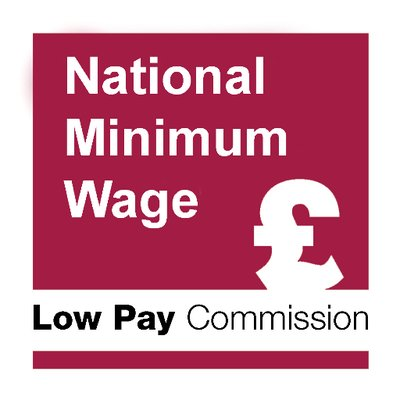 National
Minimum
Wage
£
Low Pay Commission